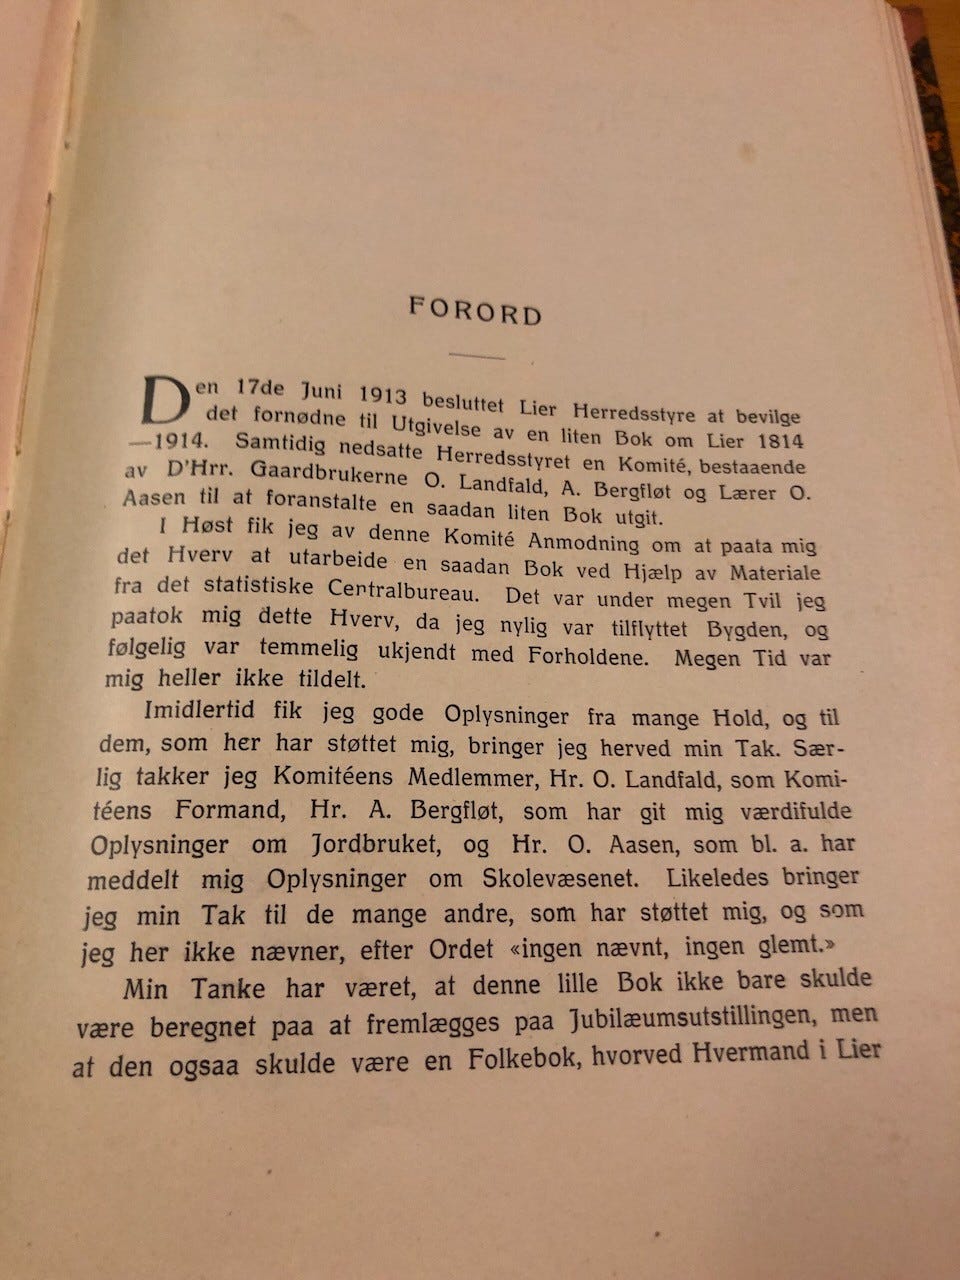 FORORD
Den 17de Juni 1913 besluttet Lier Herredsstyre at bevilge
det fornødne til Utgivelse av en liten Bok om Lier 1814
—1914. Samtidig nedsatte Herredsstyret en Komité, bestaaende
av D'Hrr. Gaardbrukerne O. Landfald, A. Bergfløt og Lærer O.
Aasen til at foranstalte en saadan liten Bok utgit.
I Høst fik jeg av denne Komité Anmodning om at paata mig
det Hverv at utarbeide en saadan Bok ved Hjælp av Materiale
fra det statistiske Centralbureau. Det var under megen Tvil jeg
paatok mig dette Hverv, da jeg nylig var tilflyttet Bygden, og
følgelig var temmelig ukjendt med Forholdene. Megen Tid var
mig heller ikke tildelt.
Imidlertid fik jeg gode Oplysninger fra mange Hold, og til
dem, som her har støttet mig, bringer jeg herved min Tak. Sær-
lig takker jeg Komitéens Medlemmer, Hr. O. Landfald, som Komi-
téens Formand, Hr. A. Bergfløt, som har git mig værdifulde
Oplysninger om Jordbruket, og Hr. O. Aasen, som bl. a. har
meddelt mig Oplysninger om Skolevæsenet. Likeledes bringer
jeg min Tak til de mange andre, som har støttet mig, og som
jeg her ikke nævner, efter Ordet «ingen nævnt, ingen glemt.»
Min Tanke har været, at denne lille Bok ikke bare skulde
være beregnet paa at fremlægges paa Jubilæumsutstillingen, men
at den ogsaa skulde være en Folkebok, hvorved Hvermand i Lier